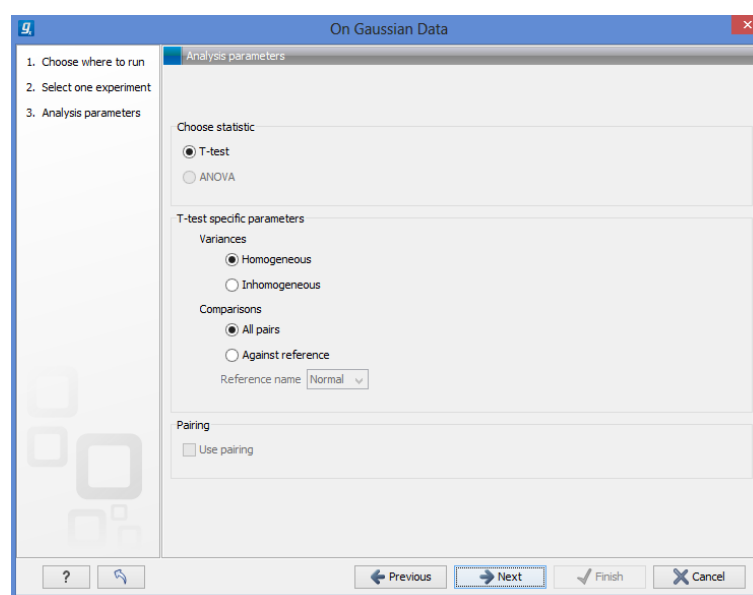 On Gaussian Data
1. Choose where to run
2. Select one experiment
3. Analysis parameters
Analysis parameters
Choose statistic
T-test
ANOVA
T-test specific parameters
Variances
Homogeneous
Inhomogeneous
Comparisons
All pairs
Against reference
Reference name Normal
Pairing
Use pairing
? Previous Next Finish Cancel